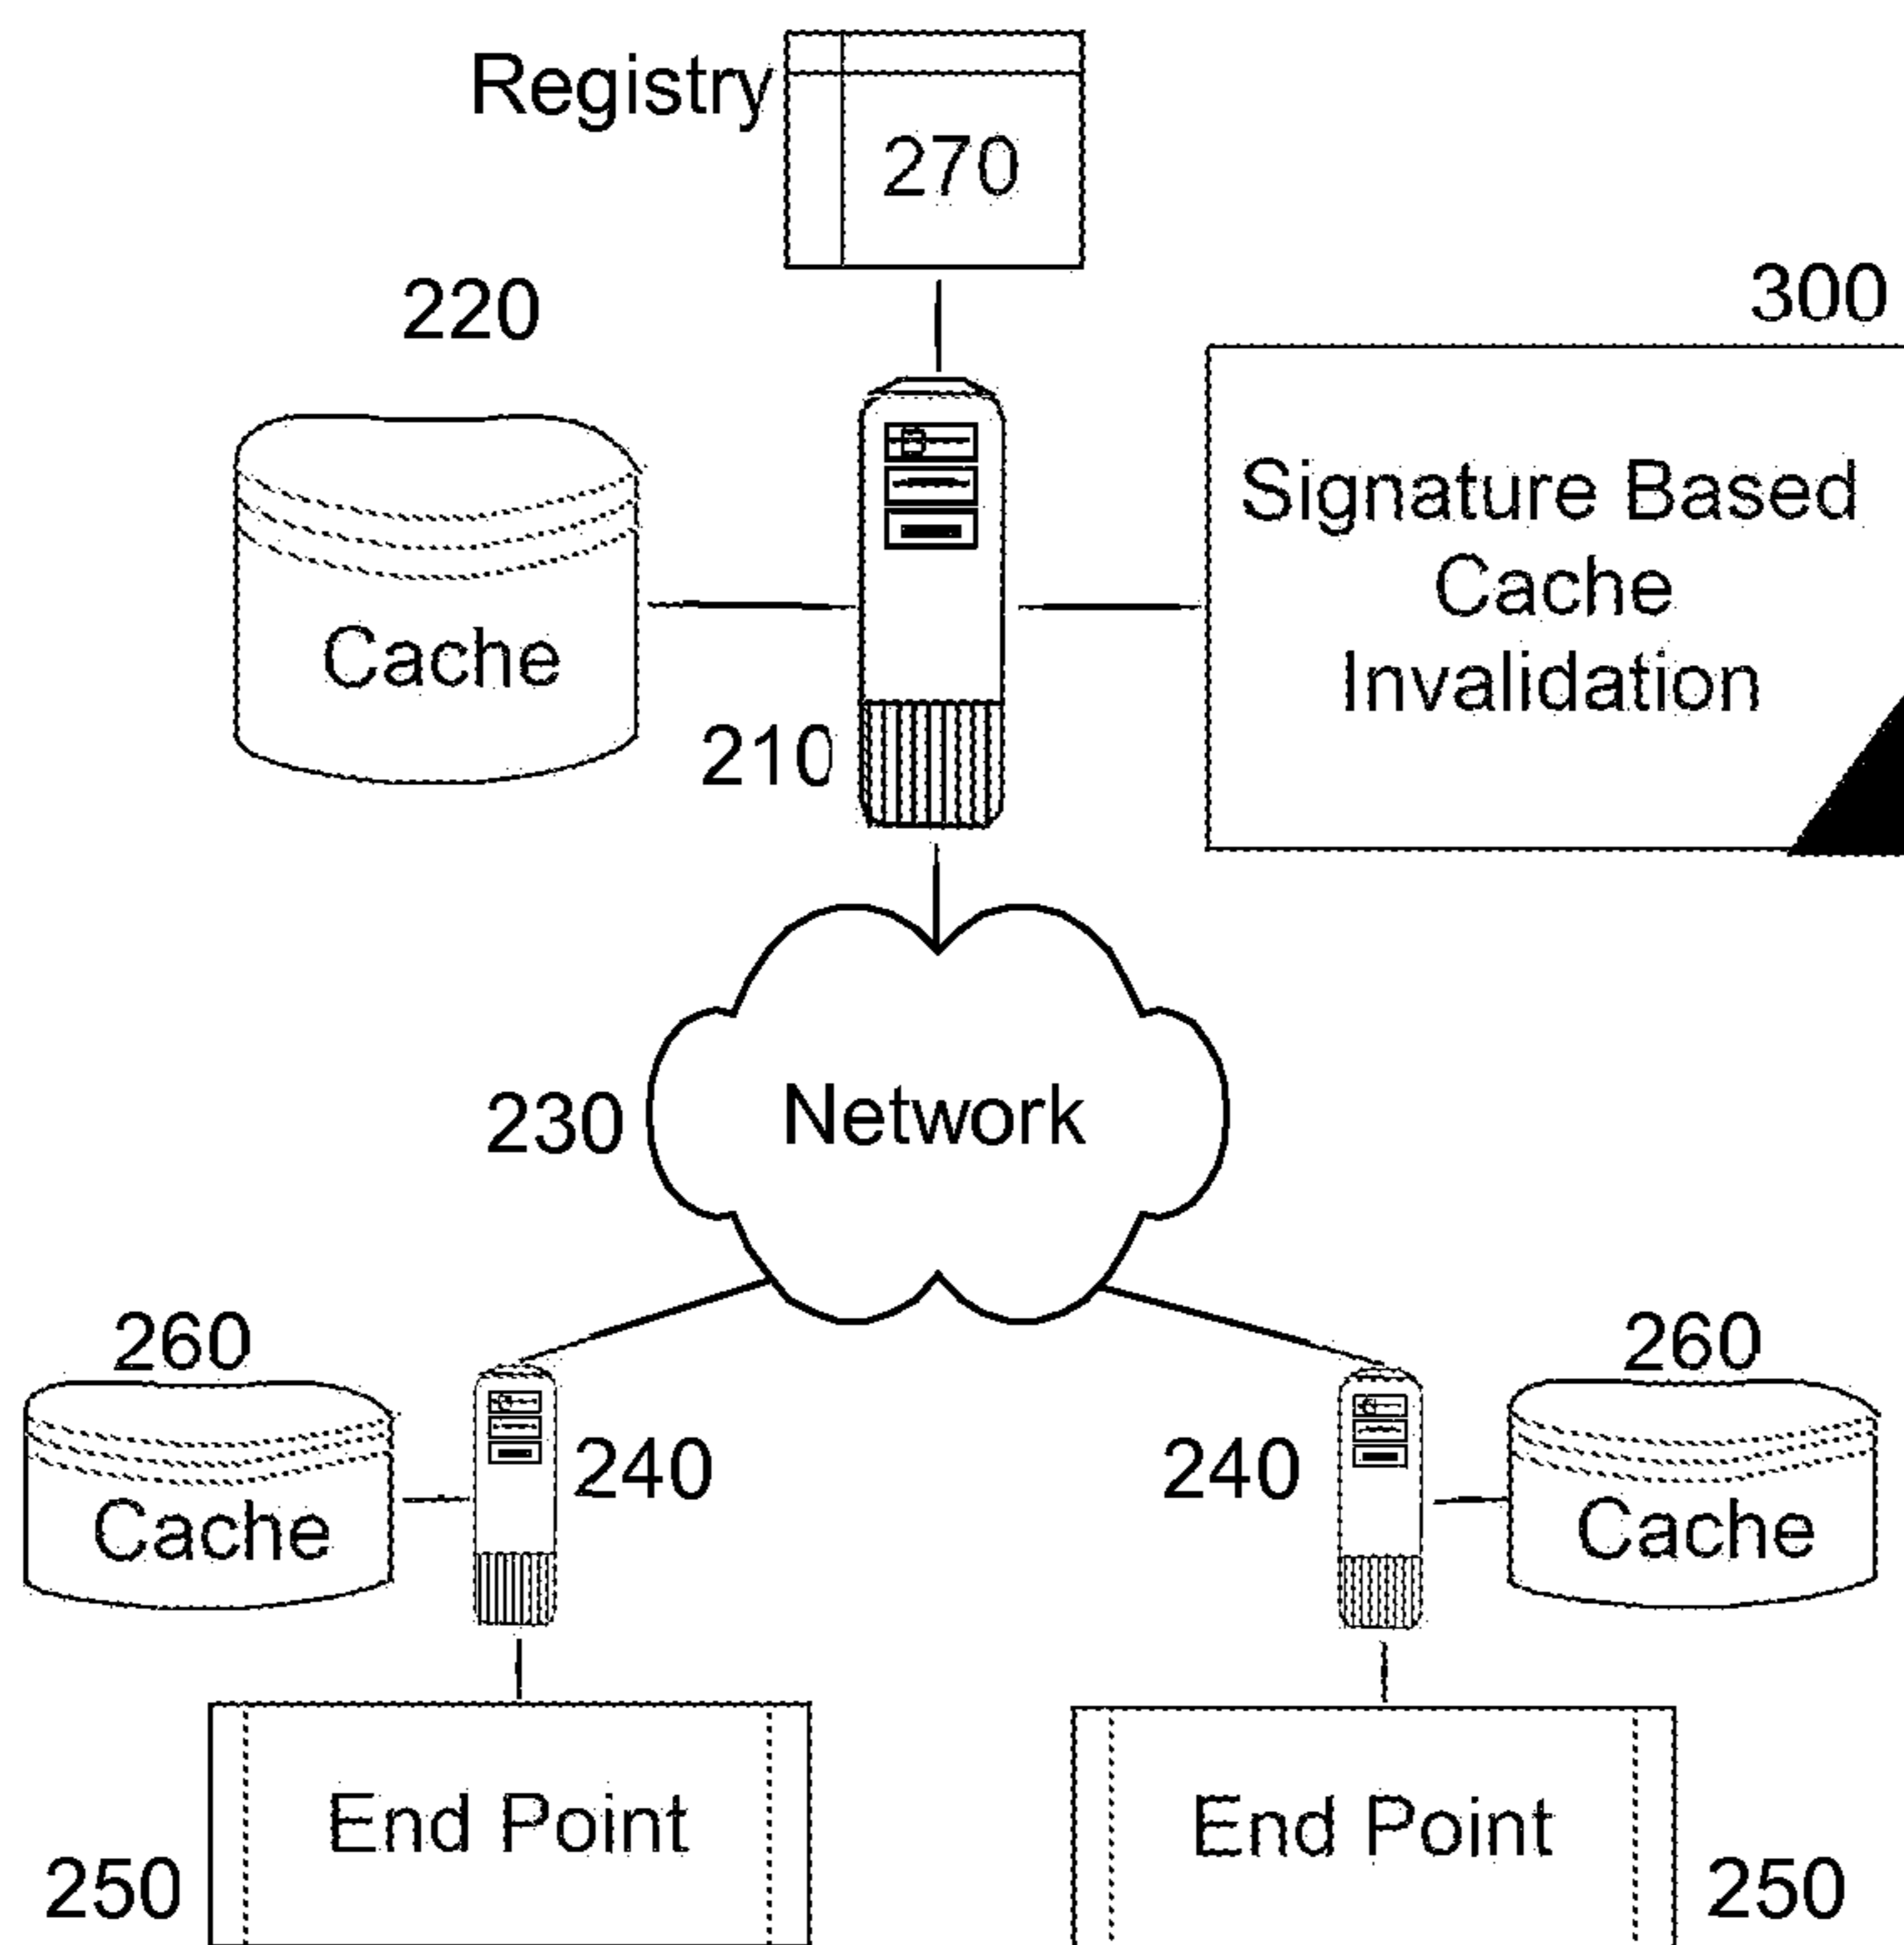 Registry
270
220
300
Signature Based
Cache
Invalidation
Cache
210
230
Network
260
260
240
240
Cache
Cache
End Point
End Point
250
250